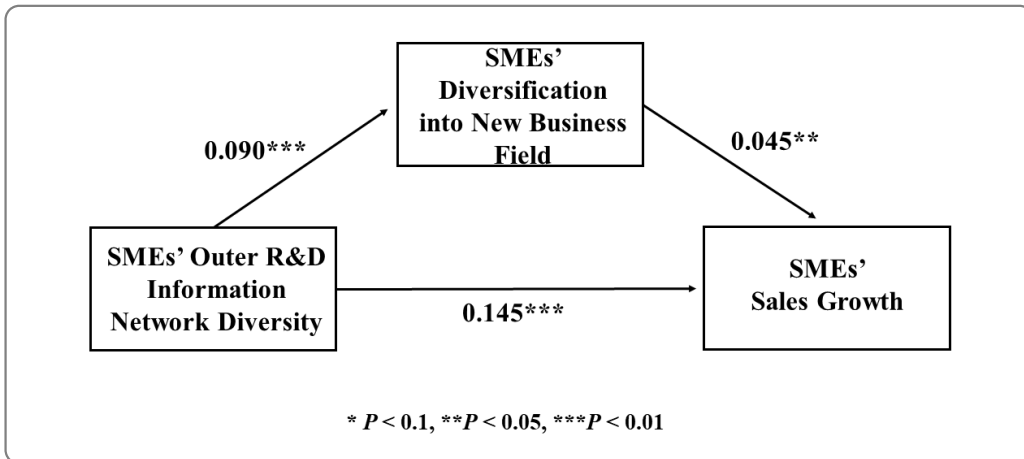 SMEs'
Diversification
into New Business
Field
0.090***
0.045**
SMEs' Outer R&D
Information
Network Diversity
SMEs'
Sales Growth
0.145***
* P < 0.1, **P < 0.05, ***P < 0.01